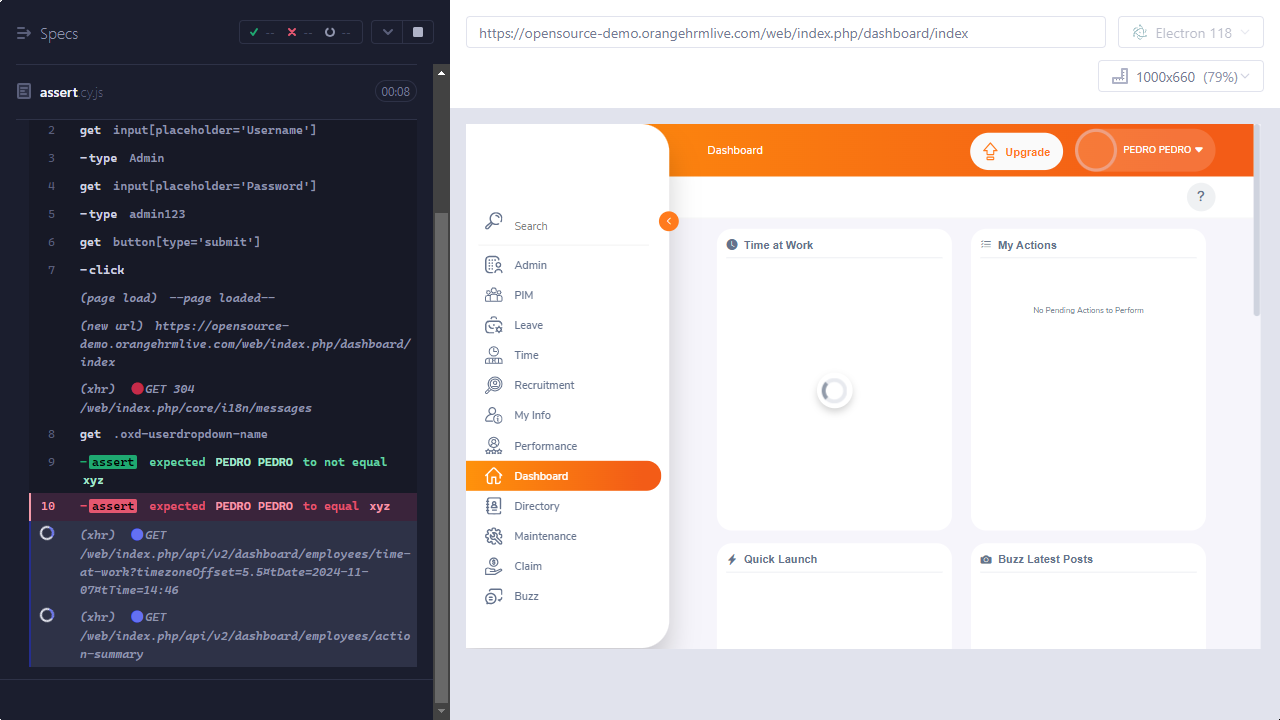 Specs
-- -- --
assert.cy.js
00:08
2 get input[placeholder='Username']
3 -type Admin
4 get input[placeholder='Password']
5 -type admin123
6 get button[type='submit']
7 -click
(page load) --page loaded--
(new url) https://opensource-
demo.orangehrmlive.com/web/index.php/dashboard/
index
(xhr) GET 304
/web/index.php/core/i18n/messages
8 get .oxd-userdropdown-name
9 -assert expected PEDRO PEDRO to not equal
xyz
10 -assert expected PEDRO PEDRO to equal xyz
(xhr) GET
/web/index.php/api/v2/dashboard/employees/time-
at-work?timezoneOffset=5.5¤tDate=2024-11-
07¤tTime=14:46
(xhr) GET
/web/index.php/api/v2/dashboard/employees/actio
n-summary
https://opensource-demo.orangehrmlive.com/web/index.php/dashboard/index
Electron 118
1000x660 (79%)
Dashboard
Upgrade
PEDRO PEDRO
?
Search
Admin
PIM
Leave
Time
Recruitment
My Info
Performance
Dashboard
Directory
Maintenance
Claim
Buzz
Time at Work
My Actions
No Pending Actions to Perform
Quick Launch
Buzz Latest Posts